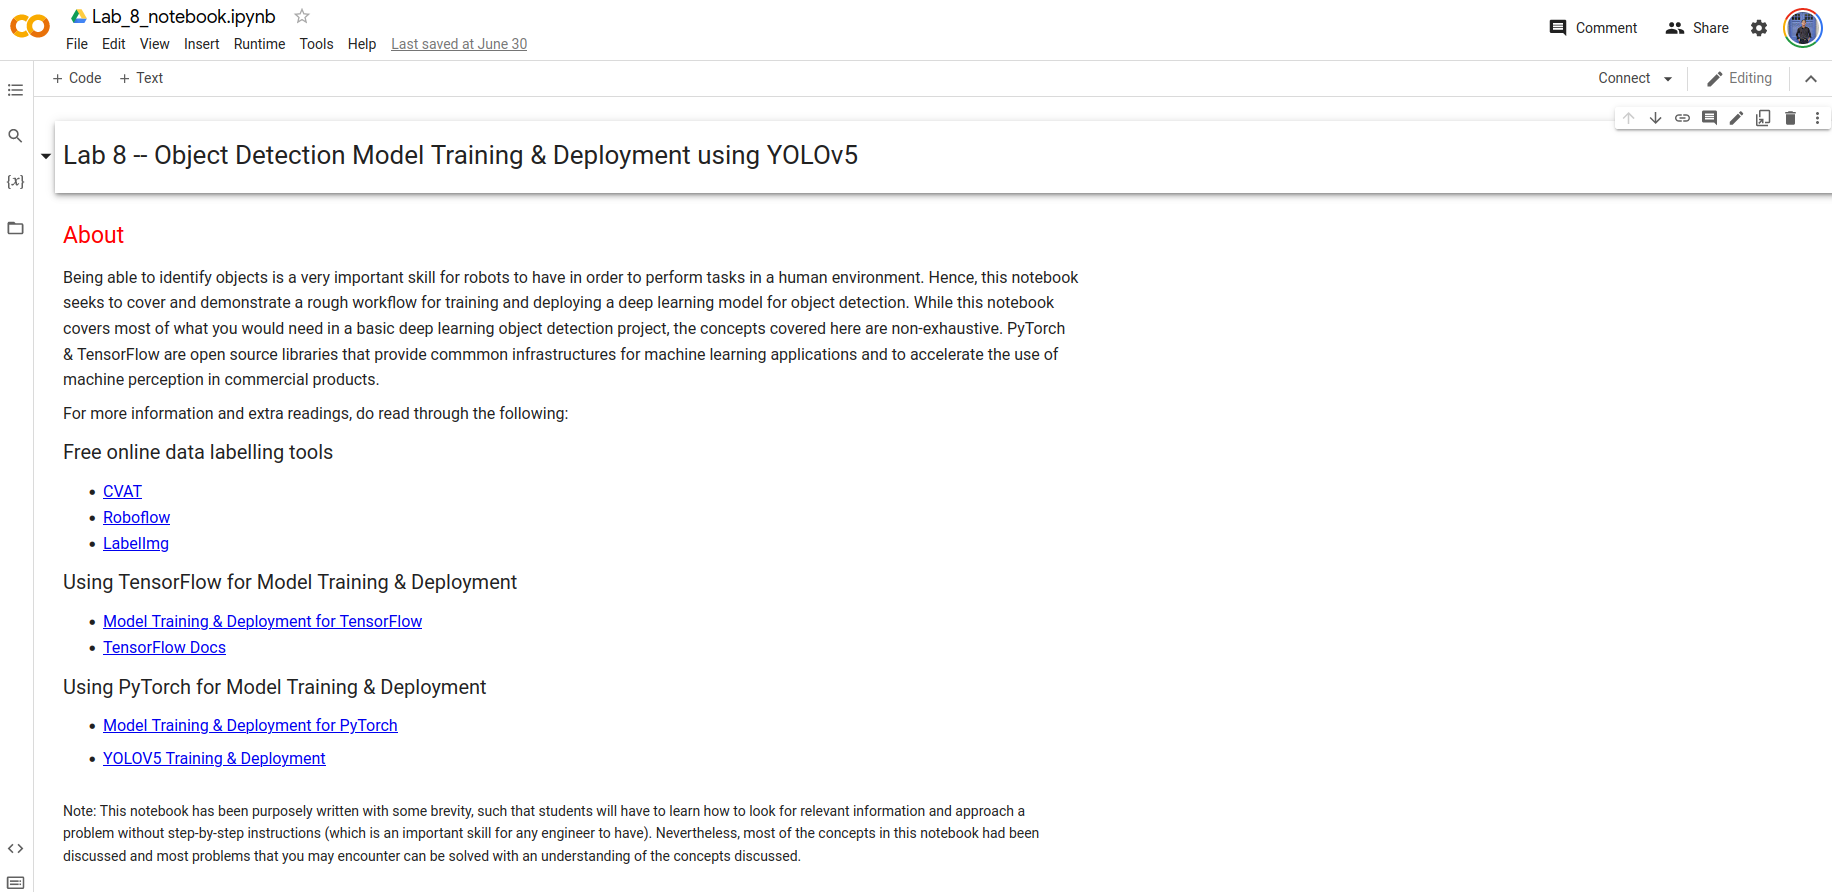 Lab_8_notebook.ipynb
File Edit View Insert Runtime Tools Help Last saved at June 30
Comment Share
+ Code + Text
Connect Editing
{x}
Lab 8 -- Object Detection Model Training & Deployment using YOLOv5
About
Being able to identify objects is a very important skill for robots to have in order to perform tasks in a human environment. Hence, this notebook
seeks to cover and demonstrate a rough workflow for training and deploying a deep learning model for object detection. While this notebook
covers most of what you would need in a basic deep learning object detection project, the concepts covered here are non-exhaustive. PyTorch
& TensorFlow are open source libraries that provide commmon infrastructures for machine learning applications and to accelerate the use of
machine perception in commercial products.
For more information and extra readings, do read through the following:
Free online data labelling tools
• CVAT
• Roboflow
• LabelImg
Using TensorFlow for Model Training & Deployment
• Model Training & Deployment for TensorFlow
• TensorFlow Docs
Using PyTorch for Model Training & Deployment
• Model Training & Deployment for PyTorch
• YOLOV5 Training & Deployment
Note: This notebook has been purposely written with some brevity, such that students will have to learn how to look for relevant information and approach a
problem without step-by-step instructions (which is an important skill for any engineer to have). Nevertheless, most of the concepts in this notebook had been
discussed and most problems that you may encounter can be solved with an understanding of the concepts discussed.